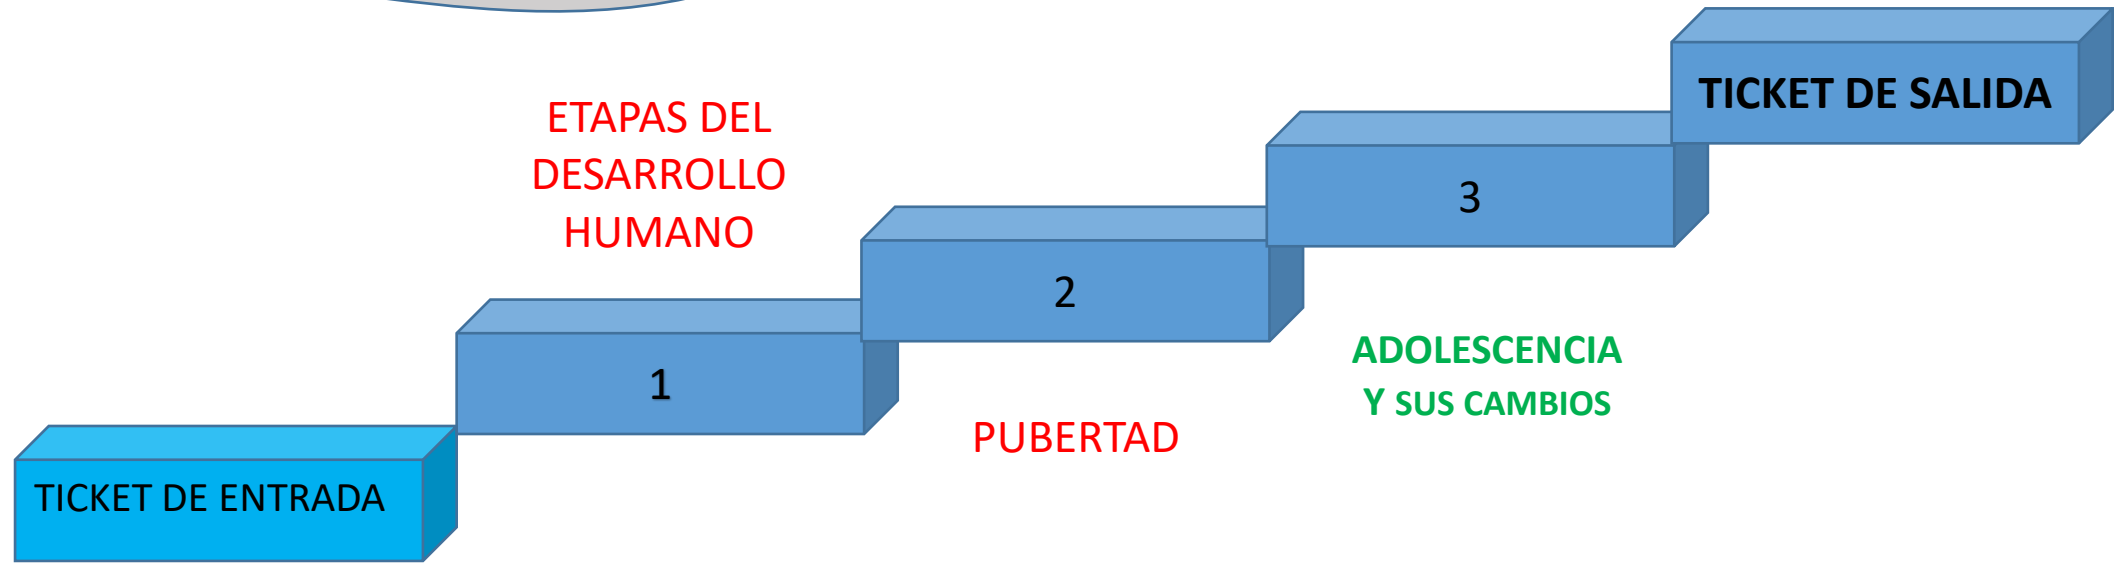 TICKET DE ENTRADA
1
ETAPAS DEL
DESARROLLO
HUMANO
2
PUBERTAD
3
ADOLESCENCIA
Y SUS CAMBIOS
TICKET DE SALIDA